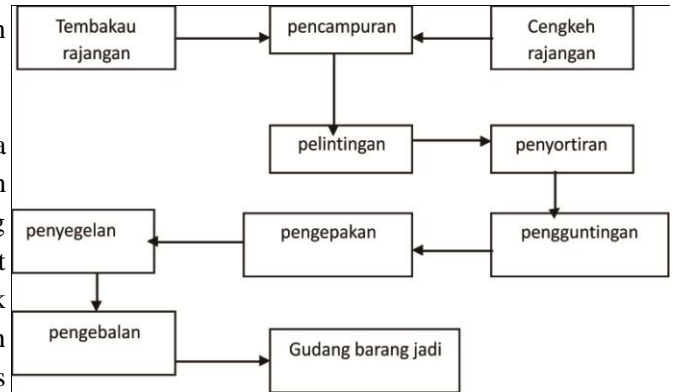 Tembakau
rajangan
pencampuran
Cengkeh
rajangan
pelintingan
penyortiran
penyegelan
pengepakan
pengguntingan
pengebalan
Gudang barang jadi